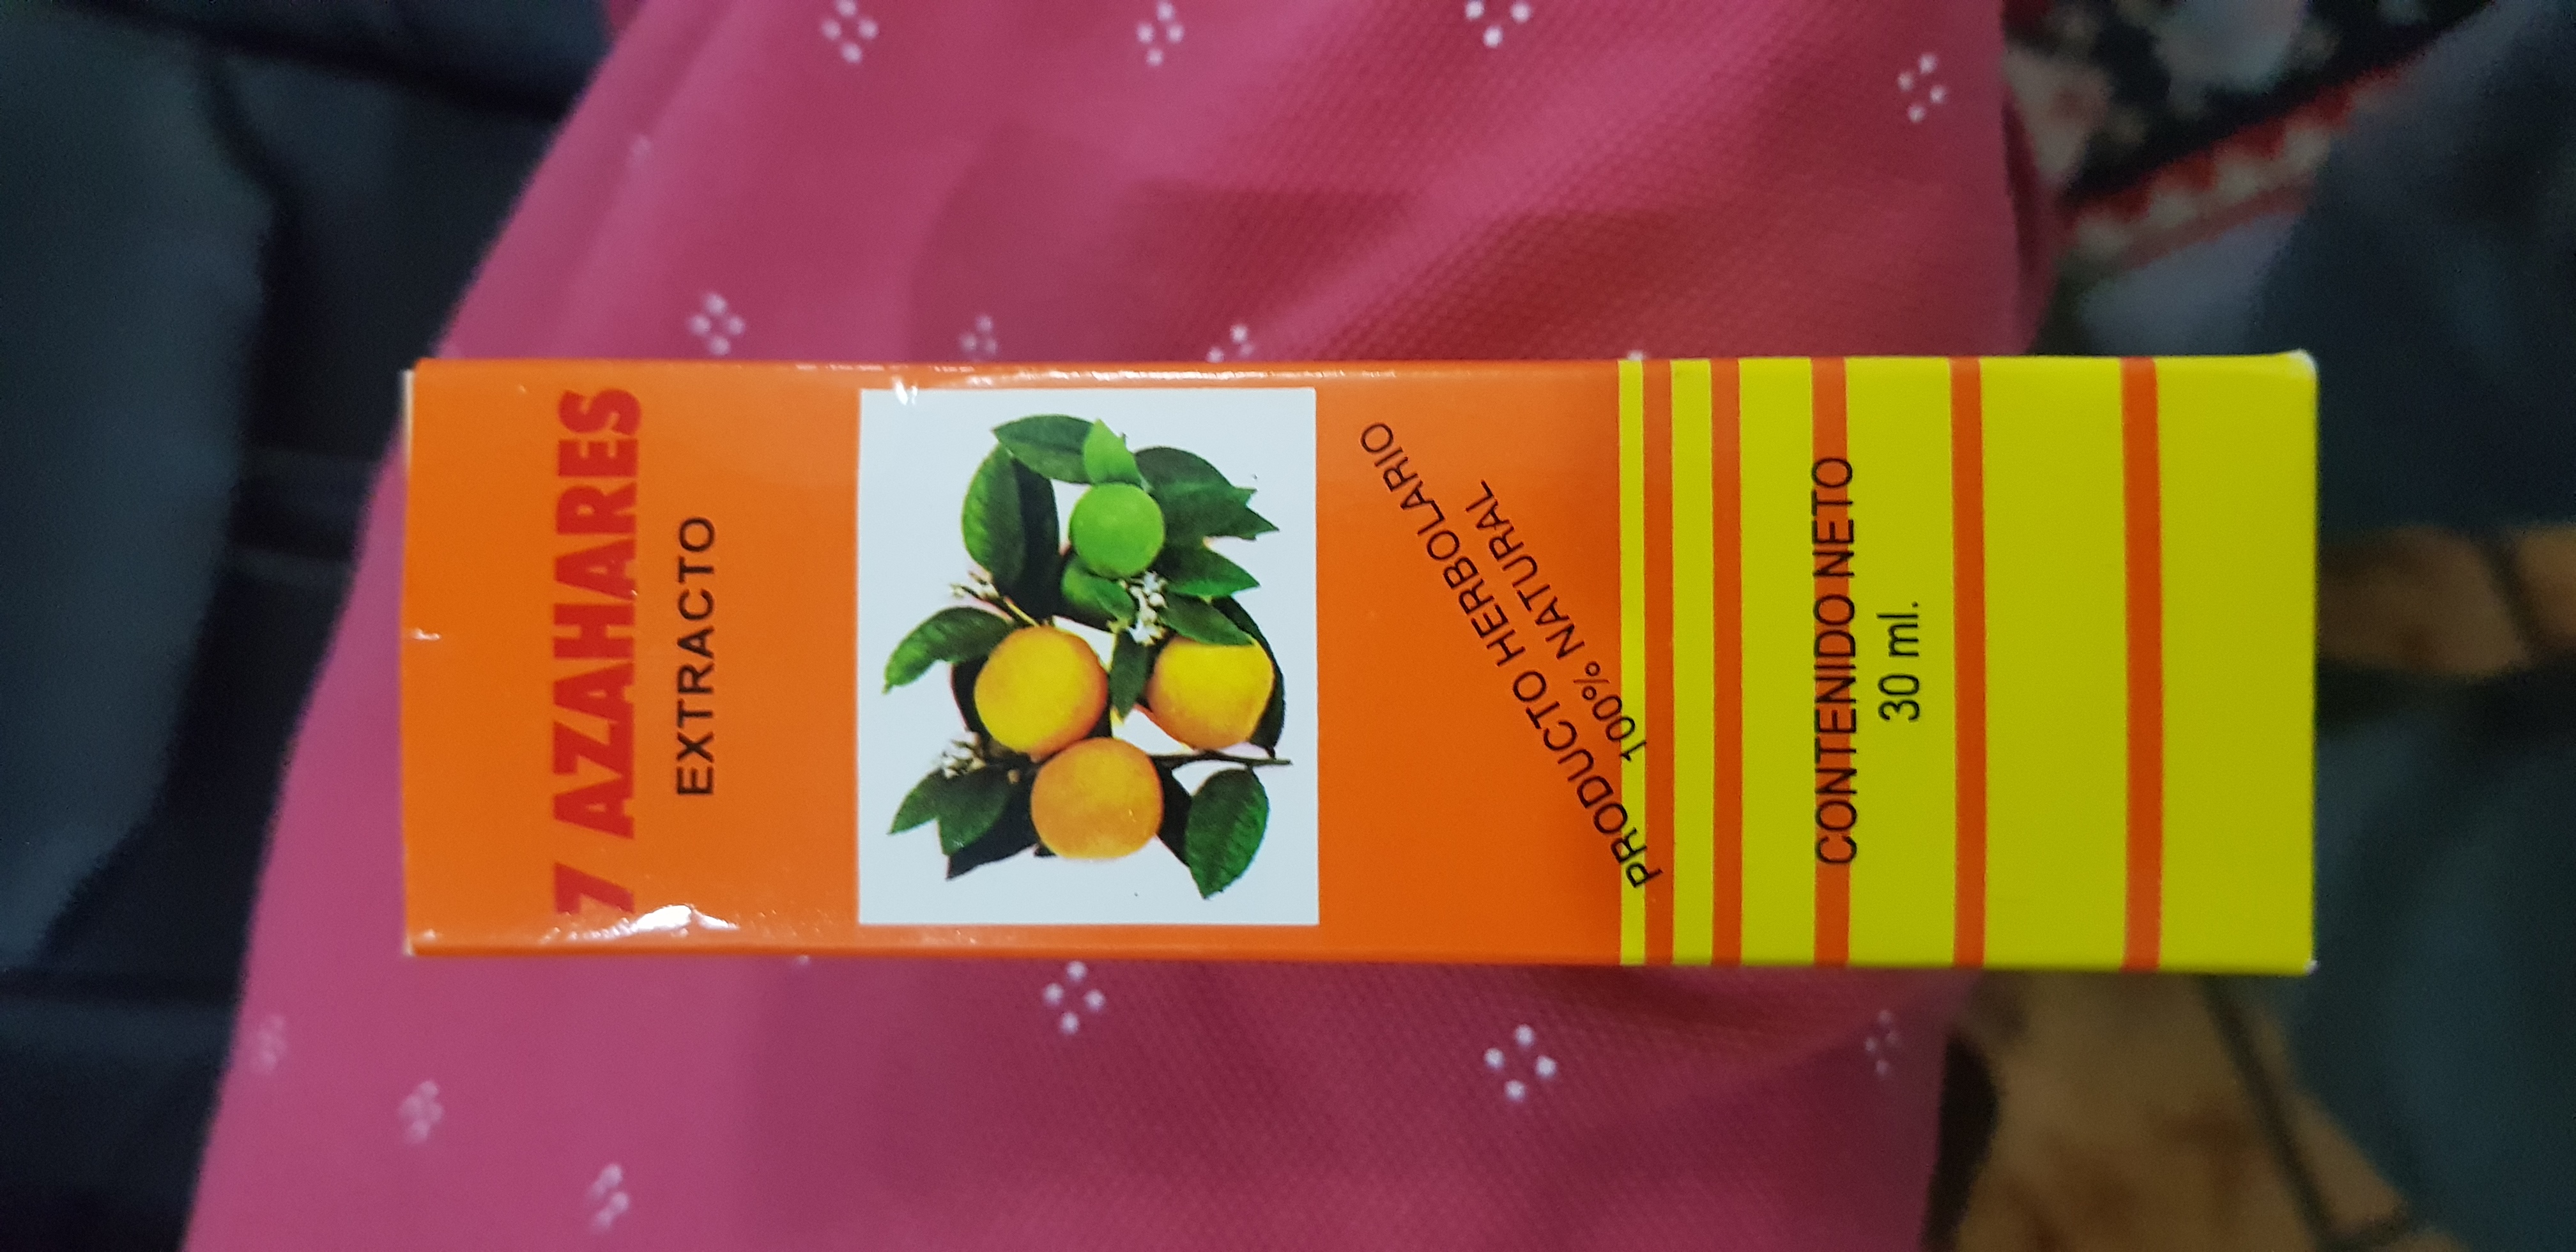 7 AZAHARES
EXTRACTO
PRODUCTO HERBOLARIO
100% NATURAL
CONTENIDO NETO
30 ml.